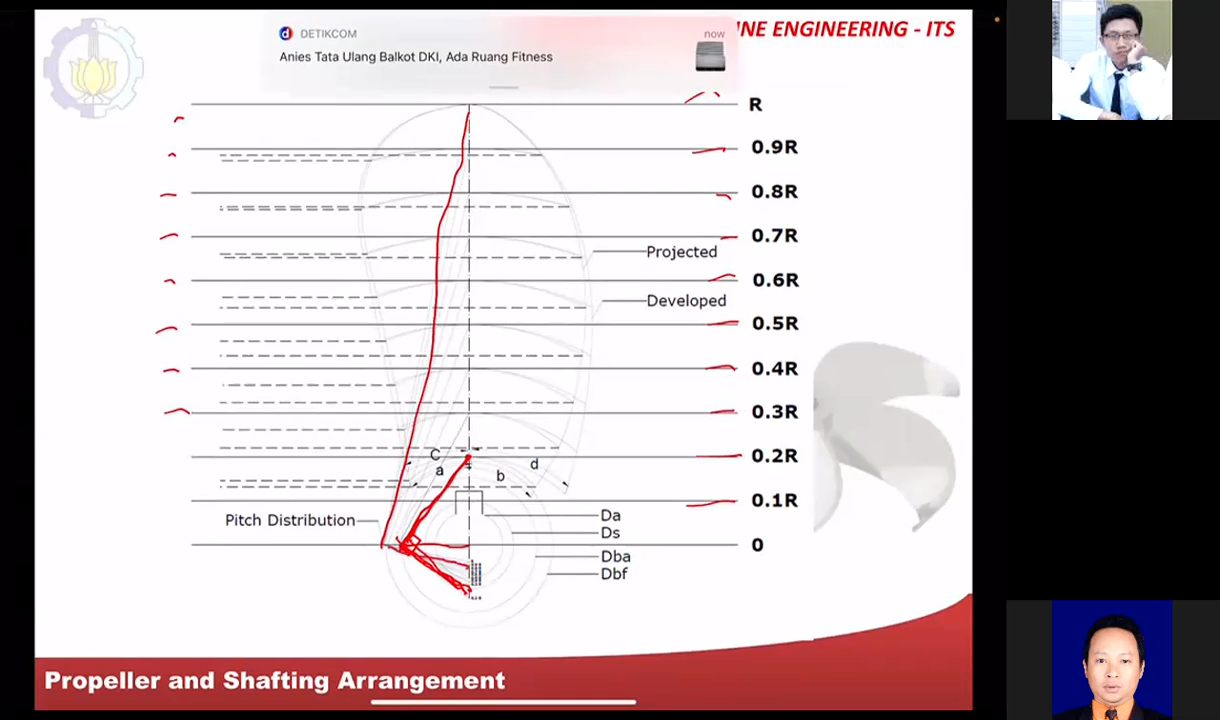 DETIKCOM
now
Anies Tata Ulang Balkot DKI, Ada Ruang Fitness
NE ENGINEERING - ITS
R
0.9R
0.8R
0.7R
Projected
0.6R
Developed
0.5R
0.4R
0.3R
0.2R
C
d
a
b
0.1R
Da
Pitch Distribution
Ds
0
Dba
Dbf
Propeller and Shafting Arrangement